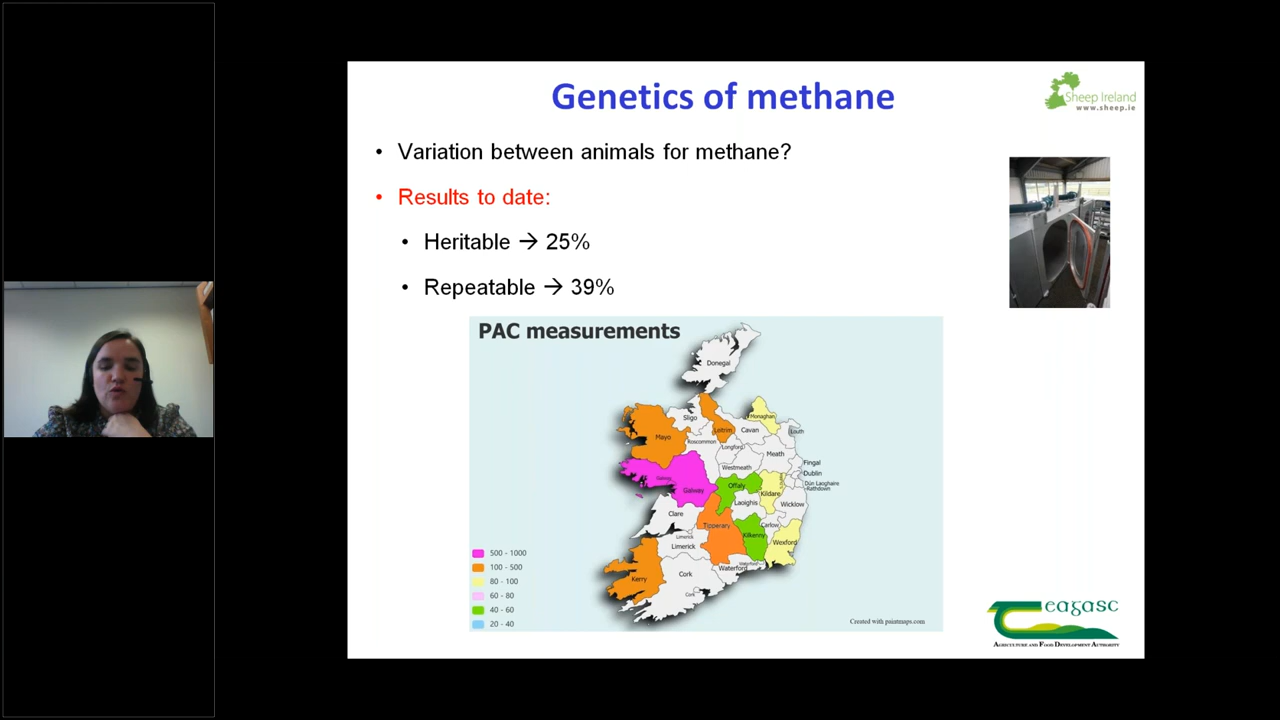 Genetics of methane
Sheep Ireland
www.sheep.ie
• Variation between animals for methane?
• Results to date:
• Heritable → 25%
• Repeatable → 39%
PAC measurements
Donegal
Sligo
Leitrim
Monaghan
Cavan
Louth
Mayo
Roscommon
Longford
Meath
Westmeath
Fingal
Dublin
Dún Laoghaire
-Rathdown
Galway
Galway
Offaly
Kildare
Laoighis
Wicklow
Clare
Tipperary
Carlow
Kilkenny
Wexford
Limerick
Limerick
Waterford
Waterford
Kerry
Cork
Cork
500 - 1000
100 - 500
80 - 100
60 - 80
40 - 60
20 - 40
Created with paintmaps.com
eagasc
AGRICULTURE AND FOOD DEVELOPMENT AUTHORITY